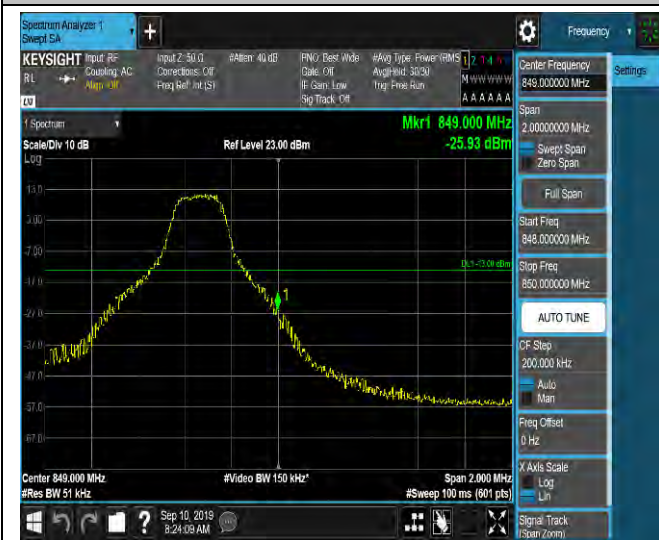 Spectrum Analyzer 1
Swept SA
+
Frequency
KEYSIGHT
RL
LV
Input: RF
Coupling: AC
Align: Off
Input Z: 50 Ω
Corrections: Off
Freq Ref: Int (S)
#Atten: 40 dB
PNO: Best Wide
Gate: Off
IF Gain: Low
Sig Track: Off
#Avg Type: Power (RMS
Avg|Hold: 30/30
Trig: Free Run
M W W W W W
A A A A A A
1 Spectrum
Scale/Div 10 dB
Log
Ref Level 23.00 dBm
Mkr1 849.000 MHz
-25.93 dBm
13.0
3.00
-7.00
-17.0
-27.0
-37.0
-47.0
-57.0
-67.0
DL1 -13.00 dBm
1
Center 849.000 MHz
#Res BW 51 kHz
#Video BW 150 kHz*
Span 2.000 MHz
#Sweep 100 ms (601 pts)
Sep 10, 2019
8:24:09 AM
?
Center Frequency
849.000000 MHz
Settings
Span
2.00000000 MHz
Swept Span
Zero Span
Full Span
Start Freq
848.000000 MHz
Stop Freq
850.000000 MHz
AUTO TUNE
CF Step
200.000 kHz
Auto
Man
Freq Offset
0 Hz
X Axis Scale
Log
Lin
Signal Track
(Span Zoom)